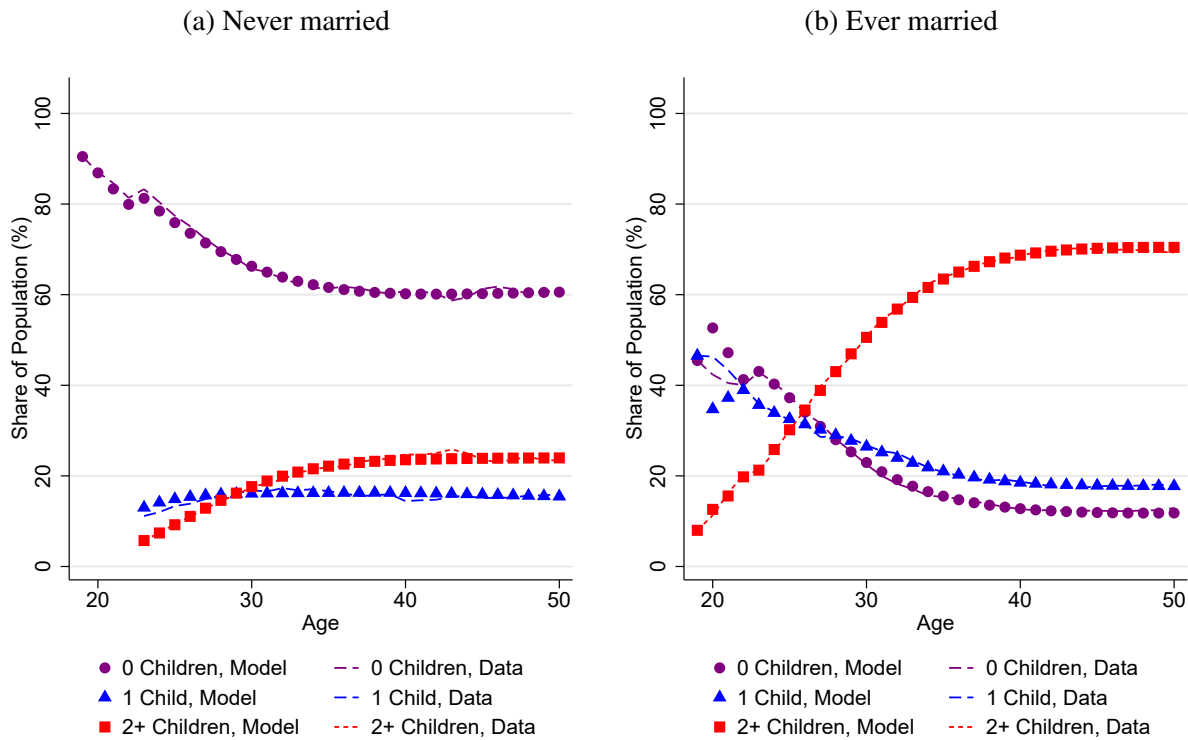 (a) Never married
Share of Population (%)
100
80
60
40
20
0
20
30
40
50
Age
0 Children, Model
0 Children, Data
1 Child, Model
1 Child, Data
2+ Children, Model
2+ Children, Data
(b) Ever married
Share of Population (%)
100
80
60
40
20
0
20
30
40
50
Age
0 Children, Model
0 Children, Data
1 Child, Model
1 Child, Data
2+ Children, Model
2+ Children, Data